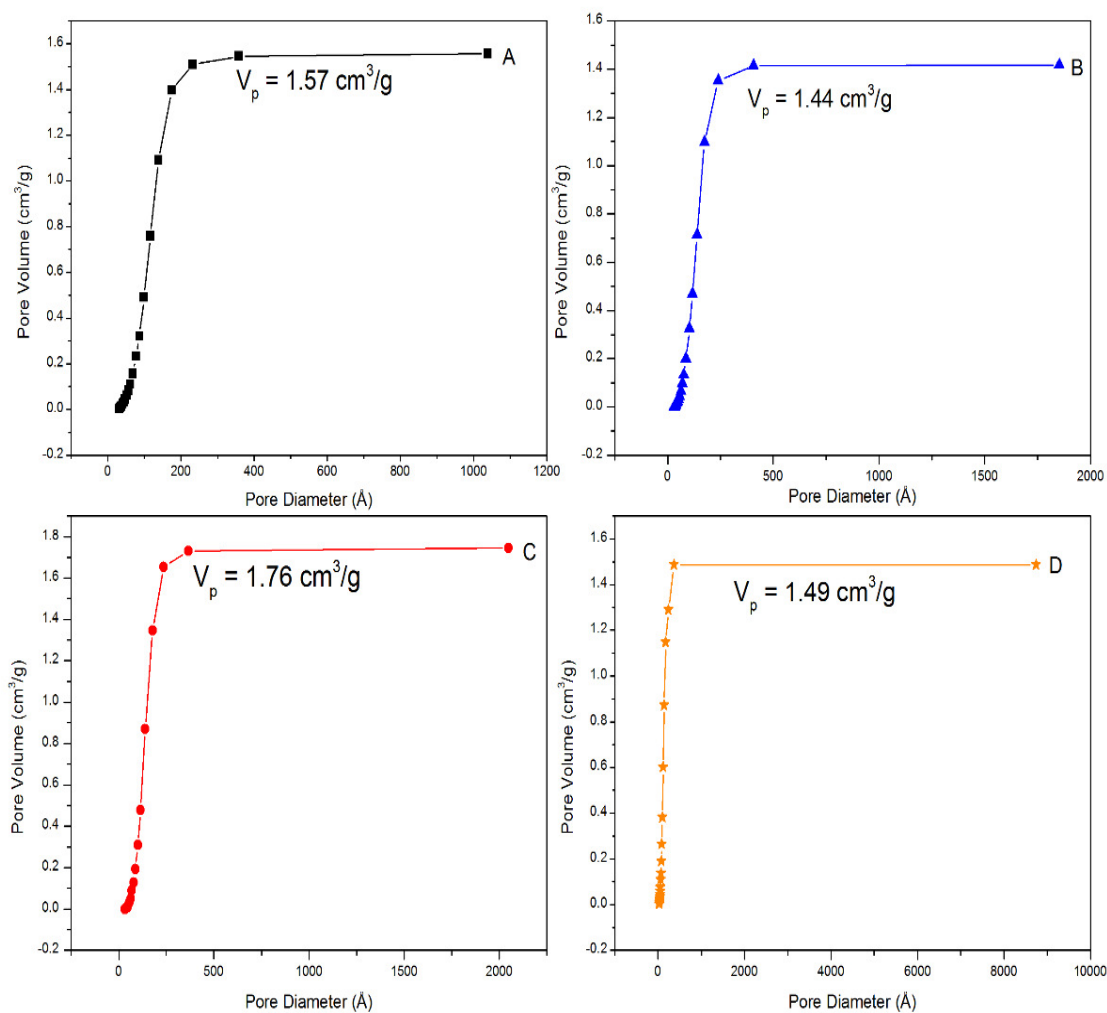 1.6
1.4
1.2
1.0
0.8
0.6
0.4
0.2
0.0
-0.2
Pore Volume (cm³/g)
A
Vp = 1.57 cm³/g
0 200 400 600 800 1000 1200
Pore Diameter (Å)
1.6
1.4
1.2
1.0
0.8
0.6
0.4
0.2
0.0
-0.2
Pore Volume (cm³/g)
B
Vp = 1.44 cm³/g
0 500 1000 1500 2000
Pore Diameter (Å)
1.8
1.6
1.4
1.2
1.0
0.8
0.6
0.4
0.2
0.0
-0.2
Pore Volume (cm³/g)
C
Vp = 1.76 cm³/g
0 500 1000 1500 2000
Pore Diameter (Å)
1.6
1.4
1.2
1.0
0.8
0.6
0.4
0.2
0.0
-0.2
Pore Volume (cm³/g)
D
Vp = 1.49 cm³/g
0 2000 4000 6000 8000 10000
Pore Diameter (Å)